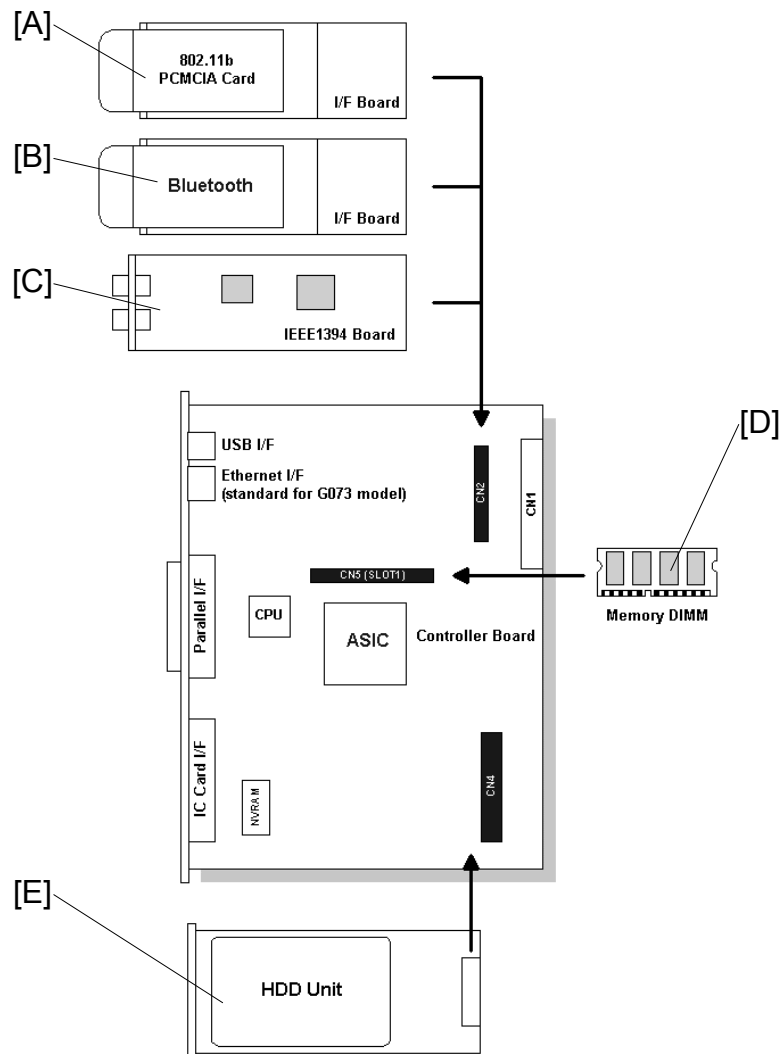 [A]
802.11b
PCMCIA Card
I/F Board
[B]
Bluetooth
I/F Board
[C]
IEEE1394 Board
[D]
USB I/F
Ethernet I/F
(standard for G073 model)
CN2
CN1
CN5 (SLOT1)
Parallel I/F
CPU
ASIC
Controller Board
Memory DIMM
IC Card I/F
NVRAM
CN4
[E]
HDD Unit